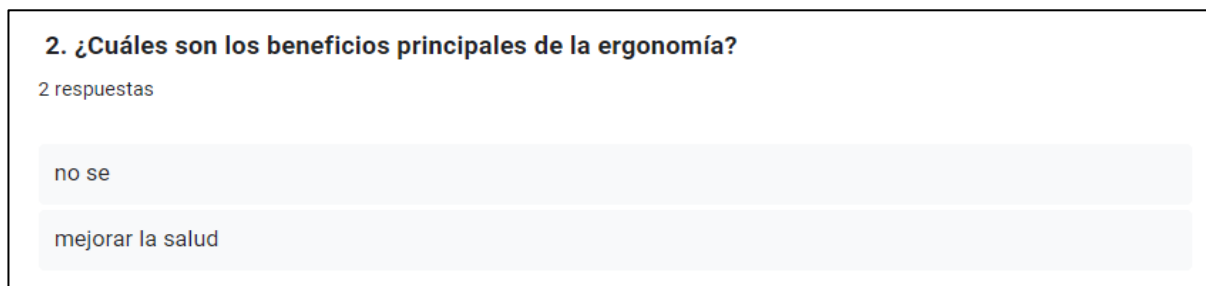 2. ¿Cuáles son los beneficios principales de la ergonomía?
2 respuestas
no se
mejorar la salud